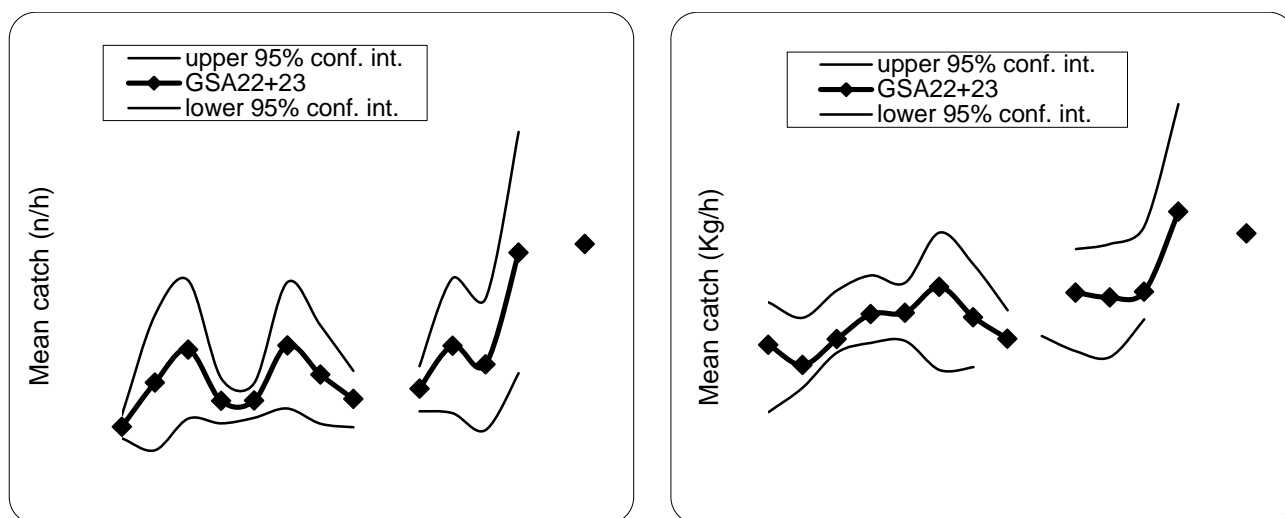 upper 95% conf. int.
GSA22+23
lower 95% conf. int.
Mean catch (n/h)
upper 95% conf. int.
GSA22+23
lower 95% conf. int.
Mean catch (Kg/h)